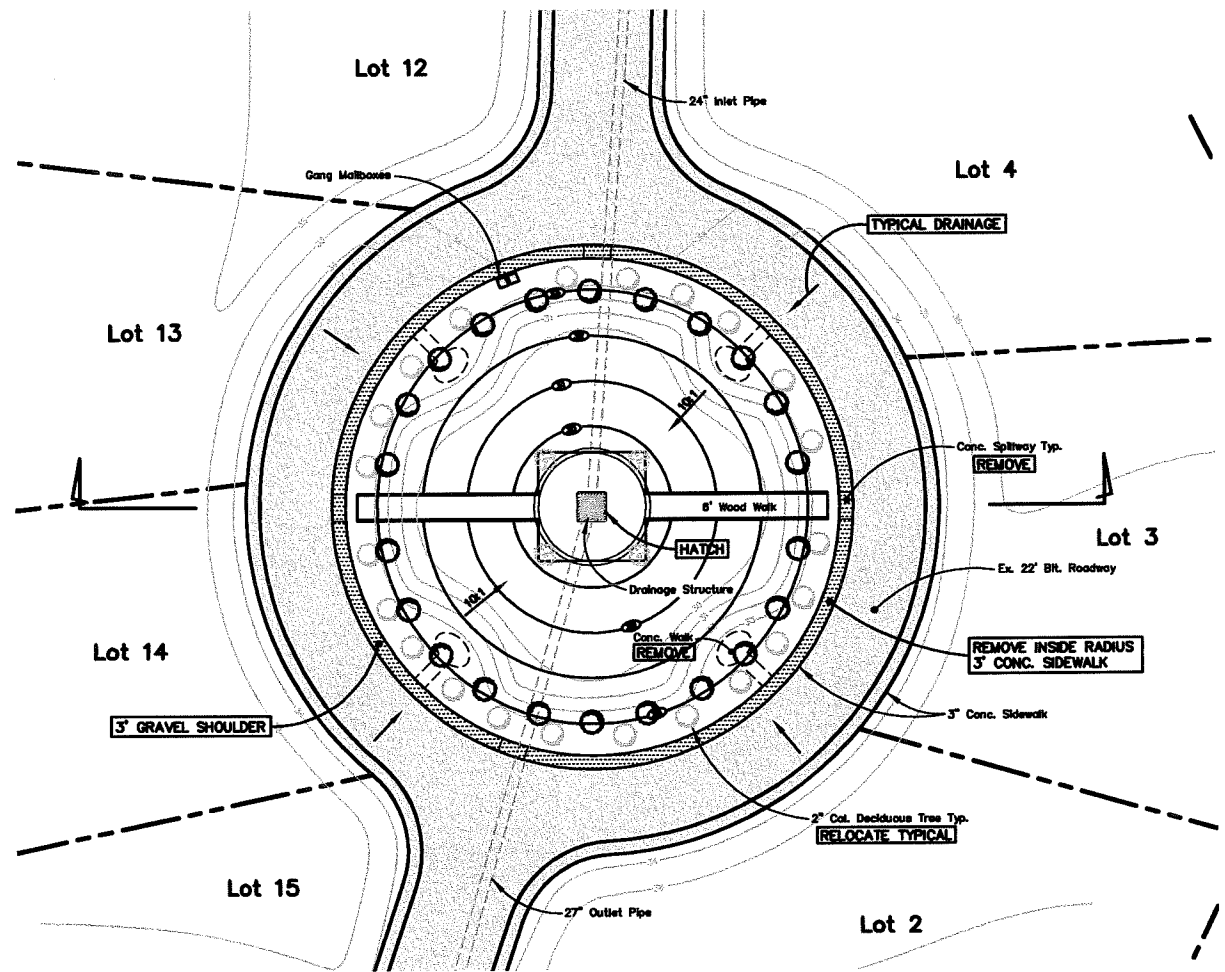 Lot 12
24" Inlet Pipe
Lot 4
Gang Mailboxes
TYPICAL DRAINAGE
Lot 13
10:1
Conc. Spillway Typ.
REMOVE
6' Wood Walk
HATCH
Lot 3
Ex. 22' Bit. Roadway
Drainage Structure
10:1
Conc. Walk
REMOVE
REMOVE INSIDE RADIUS
3' CONC. SIDEWALK
Lot 14
3' GRAVEL SHOULDER
3' Conc. Sidewalk
2" Cal. Deciduous Tree Typ.
RELOCATE TYPICAL
Lot 15
27" Outlet Pipe
Lot 2